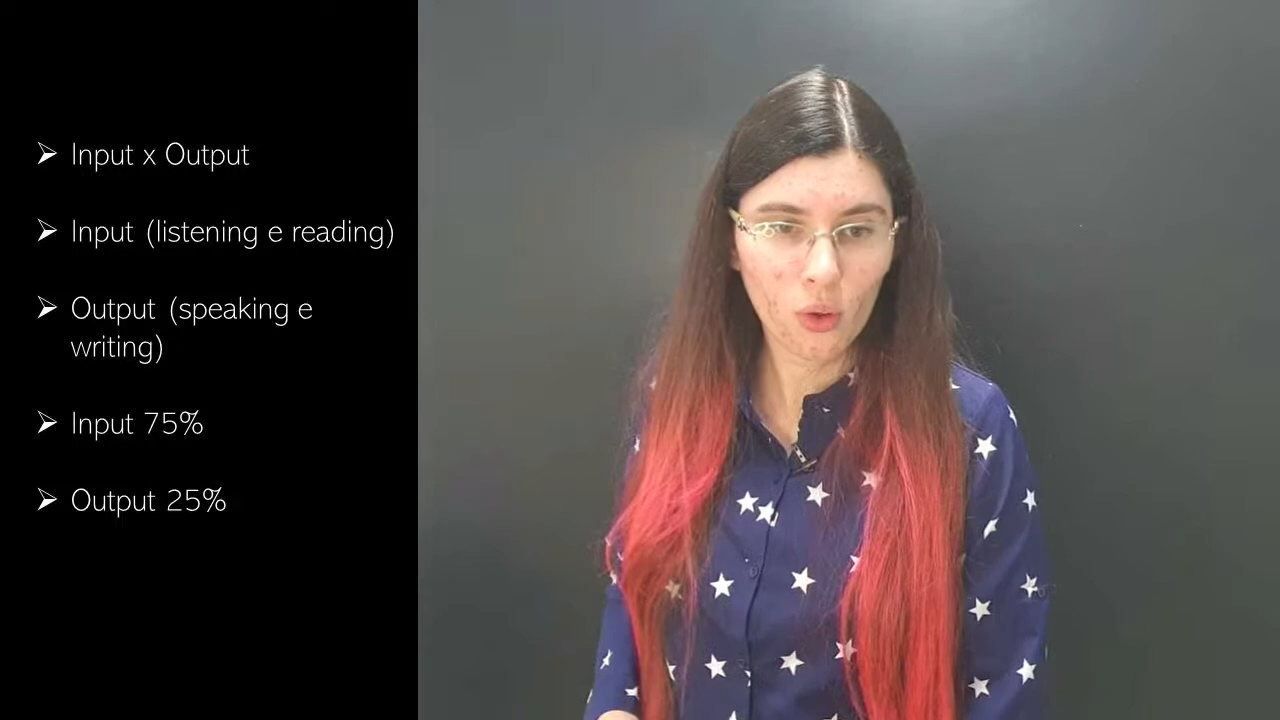 Input x Output
Input (listening e reading)
Output (speaking e
writing)
Input 75%
Output 25%